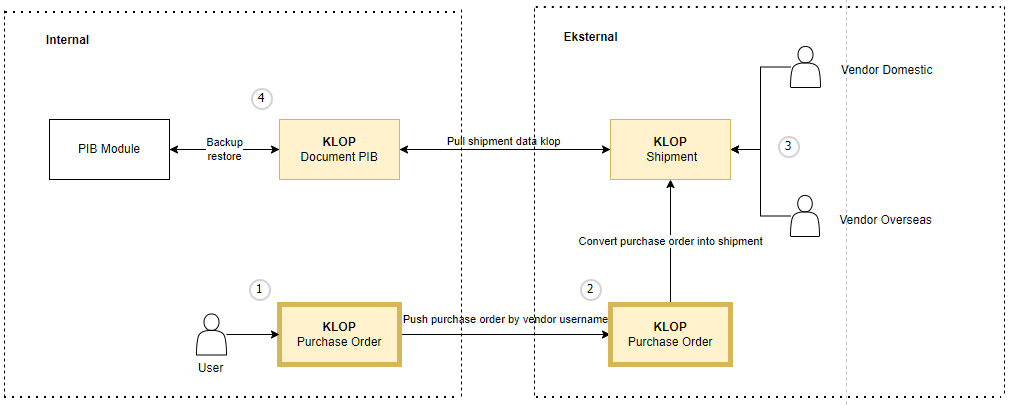 Internal
Eksternal
Vendor Domestic
4
PIB Module
Backup
restore
KLOP
Document PIB
Pull shipment data klop
KLOP
Shipment
3
Vendor Overseas
Convert purchase order into shipment
1
2
User
KLOP
Purchase Order
Push purchase order by vendor username
KLOP
Purchase Order